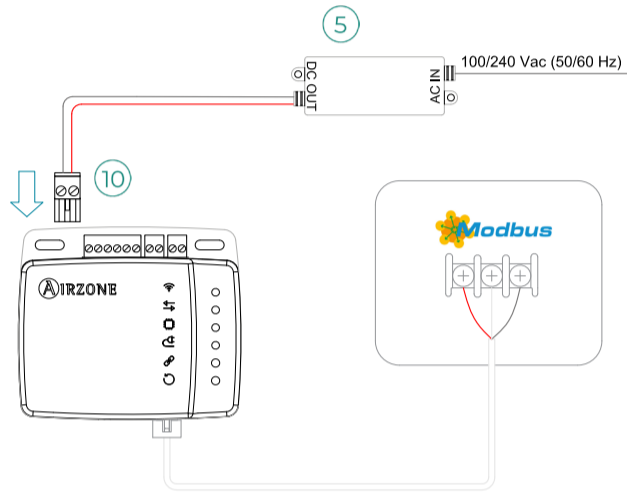 5
DC OUT
AC IN
100/240 Vac (50/60 Hz)
10
Modbus
AIRZONE